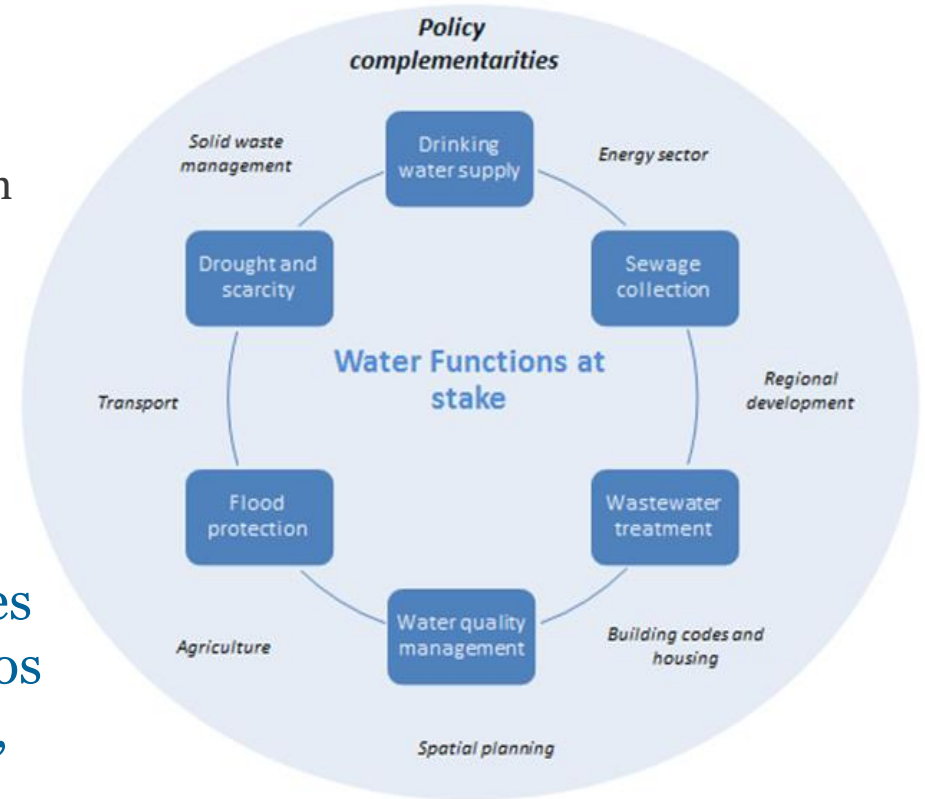 Policy
complementarities
Solid waste
management
Drinking
water supply
Energy sector
Drought and
scarcity
Sewage
collection
Water Functions at
stake
Transport
Regional
development
Flood
protection
Wastewater
treatment
Water quality
management
Agriculture
Building codes and
housing
Spatial planning